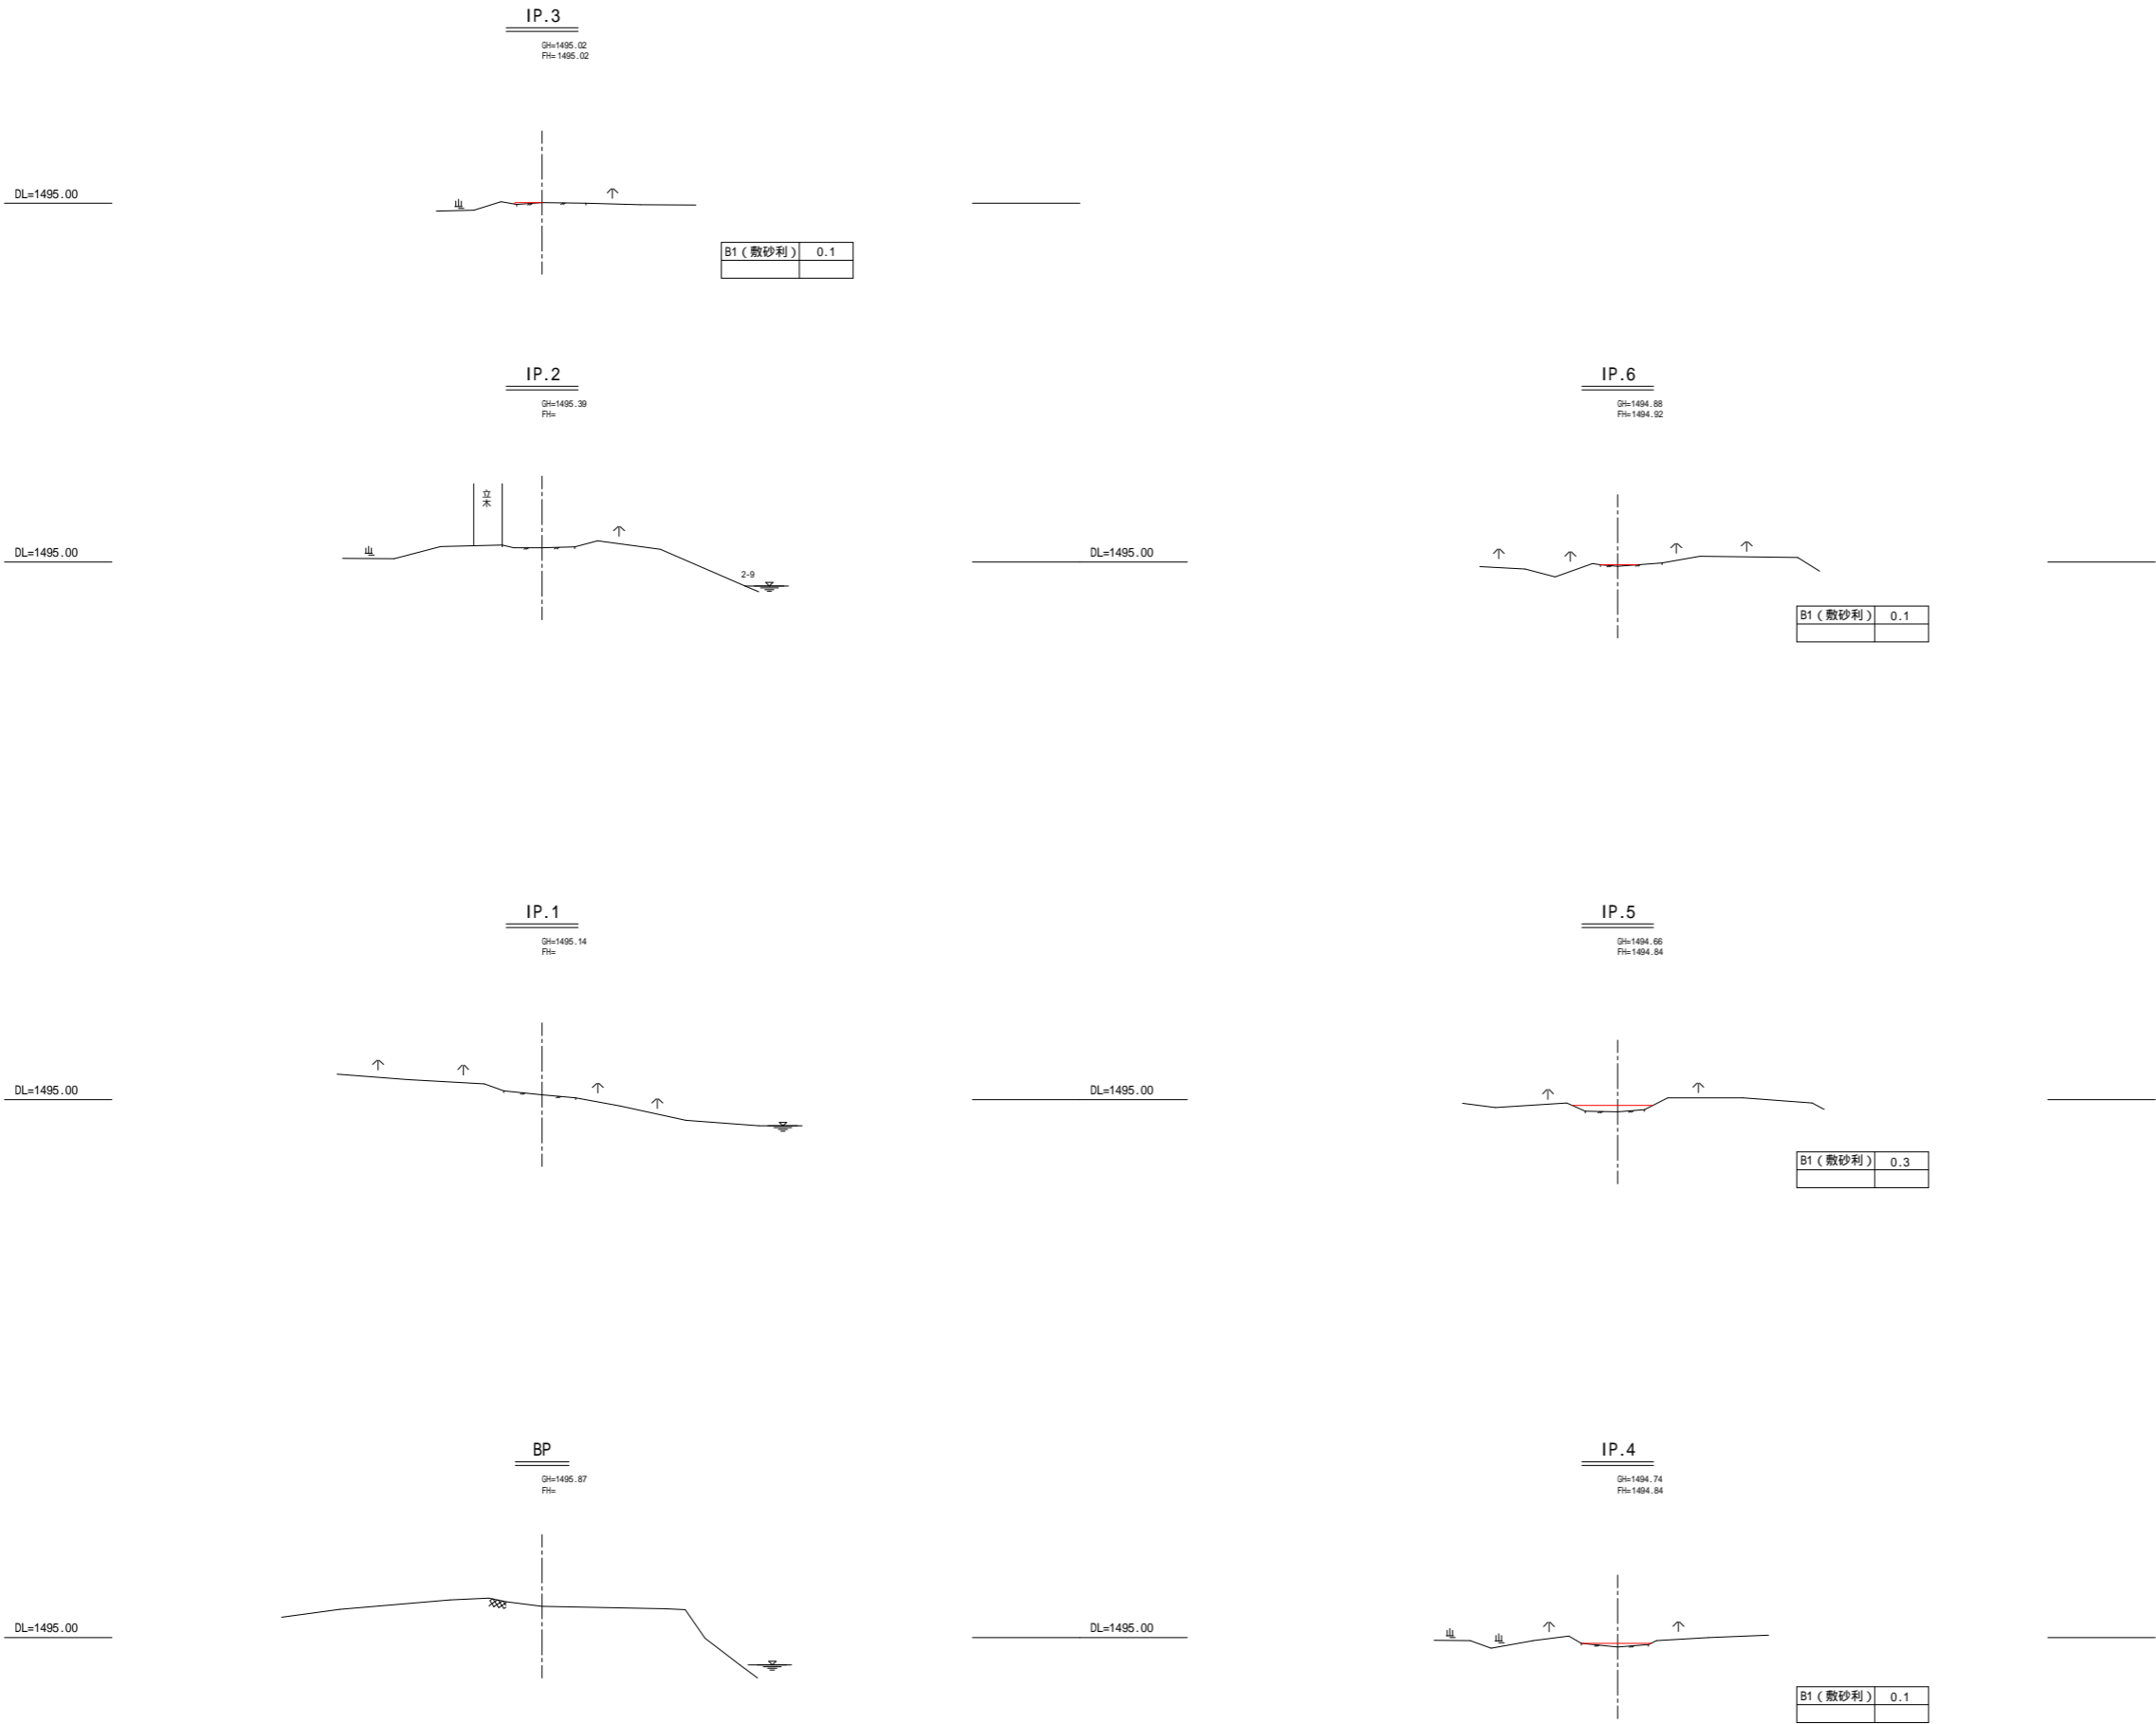 IP.3
GH=1495.02
FH=1495.02
DL=1495.00
B1(敷砂利) 0.1
IP.2
GH=1495.39
FH=
立木
2-9
DL=1495.00
IP.1
GH=1495.14
FH=
DL=1495.00
BP
GH=1495.87
FH=
DL=1495.00
IP.6
GH=1494.88
FH=1494.92
DL=1495.00
B1(敷砂利) 0.1
IP.5
GH=1494.66
FH=1494.84
DL=1495.00
B1(敷砂利) 0.3
IP.4
GH=1494.74
FH=1494.84
DL=1495.00
B1(敷砂利) 0.1